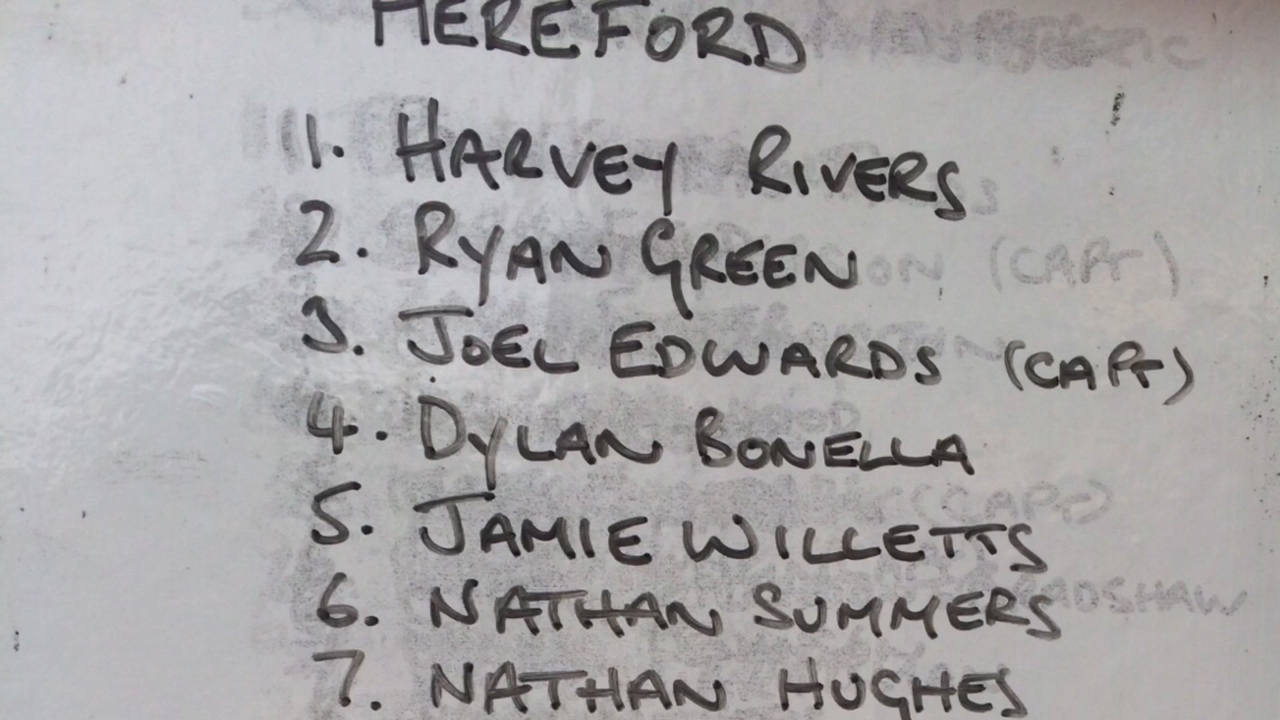 HEREFORD
1. HARVEY RIVERS
2. RYAN GREEN
3. JOEL EDWARDS (CAPT)
4. DYLAN BONELLA
5. JAMIE WILLETTS
6. NATHAN SUMMERS
7. NATHAN HUGHES